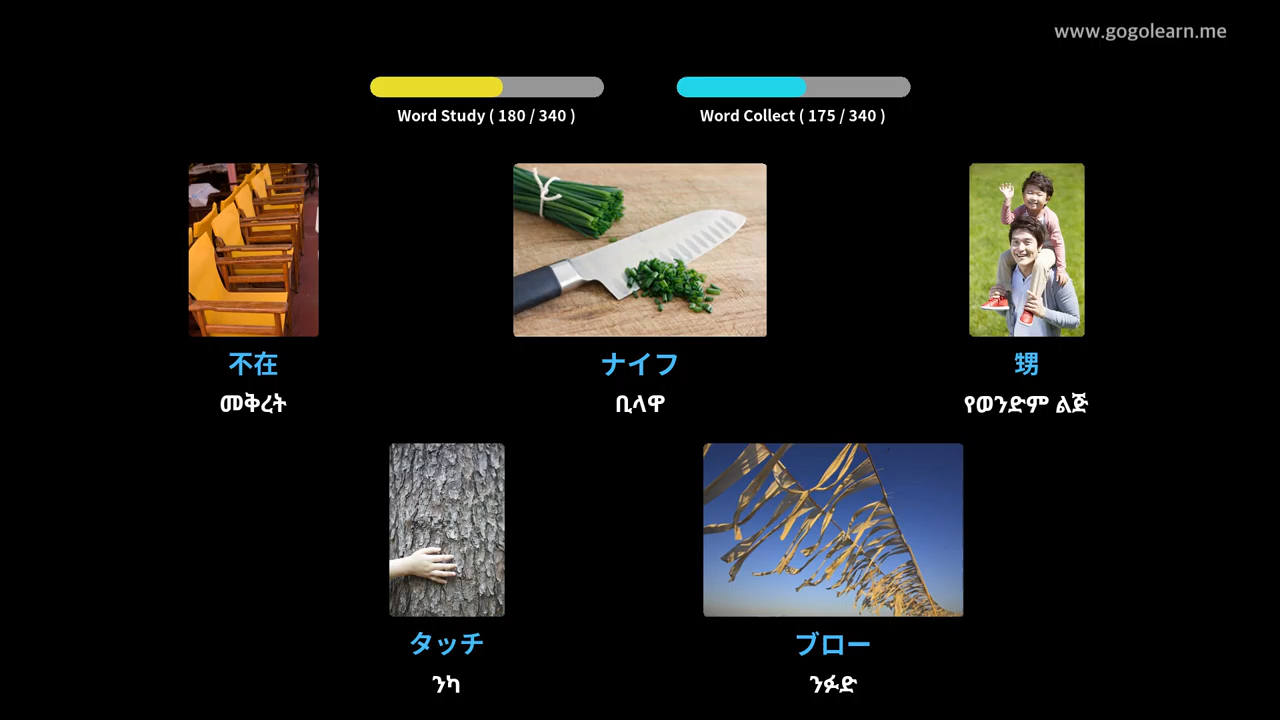 www.gogolearn.me
Word Study ( 180 / 340 )
Word Collect ( 175 / 340 )
不在
መቅረት
ナイフ
ቢላዋ
甥
የወንድም ልጅ
タッチ
ንካ
ブロー
ንፉድ